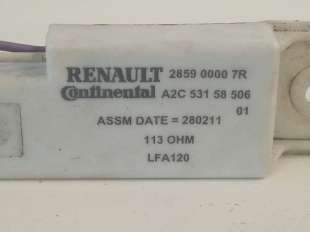 RENAULT 2859 0000 7R
Continental A2C 531 58 506
01
ASSM DATE = 280211
113 OHM
LFA120